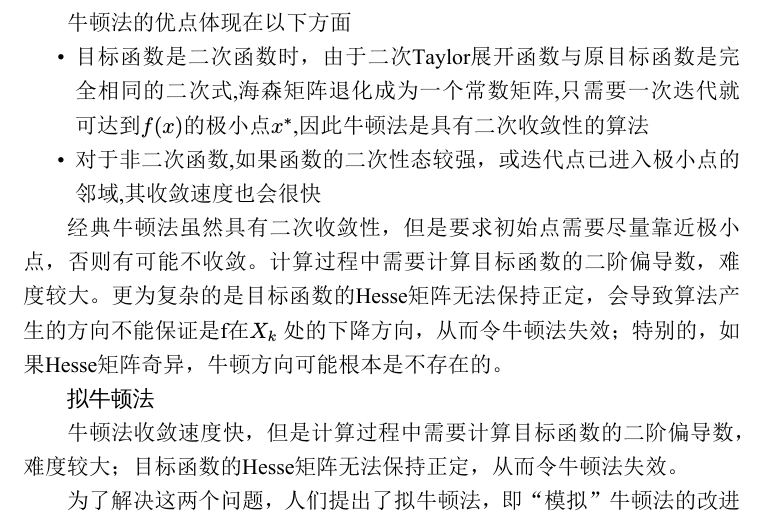 牛顿法的优点体现在以下方面
• 目标函数是二次函数时，由于二次Taylor展开函数与原目标函数是完
全相同的二次式,海森矩阵退化成为一个常数矩阵,只需要一次迭代就
可达到f(x)的极小点x*,因此牛顿法是具有二次收敛性的算法
• 对于非二次函数,如果函数的二次性态较强，或迭代点已进入极小点的
邻域,其收敛速度也会很快
经典牛顿法虽然具有二次收敛性，但是要求初始点需要尽量靠近极小
点，否则有可能不收敛。计算过程中需要计算目标函数的二阶偏导数，难
度较大。更为复杂的是目标函数的Hesse矩阵无法保持正定，会导致算法产
生的方向不能保证是f在Xk 处的下降方向，从而令牛顿法失效；特别的，如
果Hesse矩阵奇异，牛顿方向可能根本是不存在的。
拟牛顿法
牛顿法收敛速度快，但是计算过程中需要计算目标函数的二阶偏导数，
难度较大；目标函数的Hesse矩阵无法保持正定，从而令牛顿法失效。
为了解决这两个问题，人们提出了拟牛顿法，即“模拟”牛顿法的改进